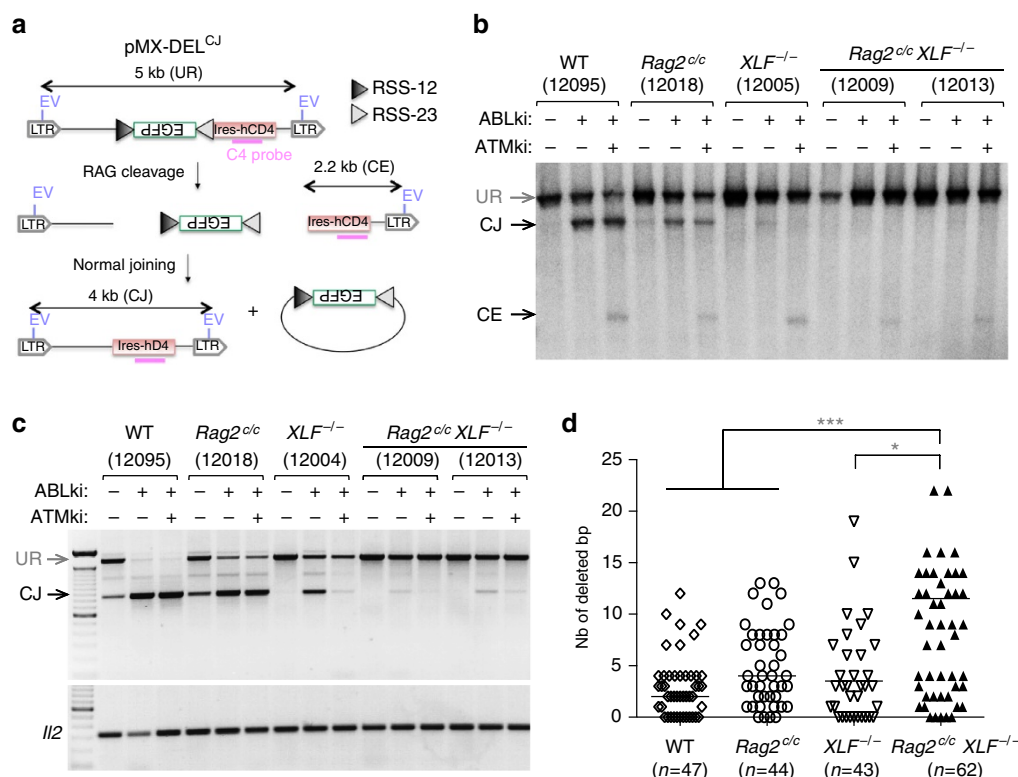 a
pMX-DEL^CJ
5 kb (UR)
EV
EV
RSS-12
RSS-23
LTR
EGFP
Ires-hCD4
LTR
C4 probe
RAG cleavage
2.2 kb (CE)
EV
EV
LTR
EGFP
Ires-hCD4
LTR
Normal joining
4 kb (CJ)
EV
EV
+
EGFP
LTR
Ires-hD4
LTR
b
WT
Rag2^c/c
XLF^−/−
Rag2^c/c XLF^−/−
(12095)
(12018)
(12005)
(12009)
(12013)
ABLki: − + + − + + − + + − + + − + +
ATMki: − − + − − + − − + − − + − − +
UR
CJ
CE
c
WT
Rag2^c/c
XLF^−/−
Rag2^c/c XLF^−/−
(12095)
(12018)
(12004)
(12009)
(12013)
ABLki: − + + − + + − + + − + + − + +
ATMki: − − + − − + − − + − − + − − +
UR
CJ
Il2
d
***
*
Nb of deleted bp
25
20
15
10
5
0
WT
Rag2^c/c
XLF^−/−
Rag2^c/c XLF^−/−
(n=47)
(n=44)
(n=43)
(n=62)